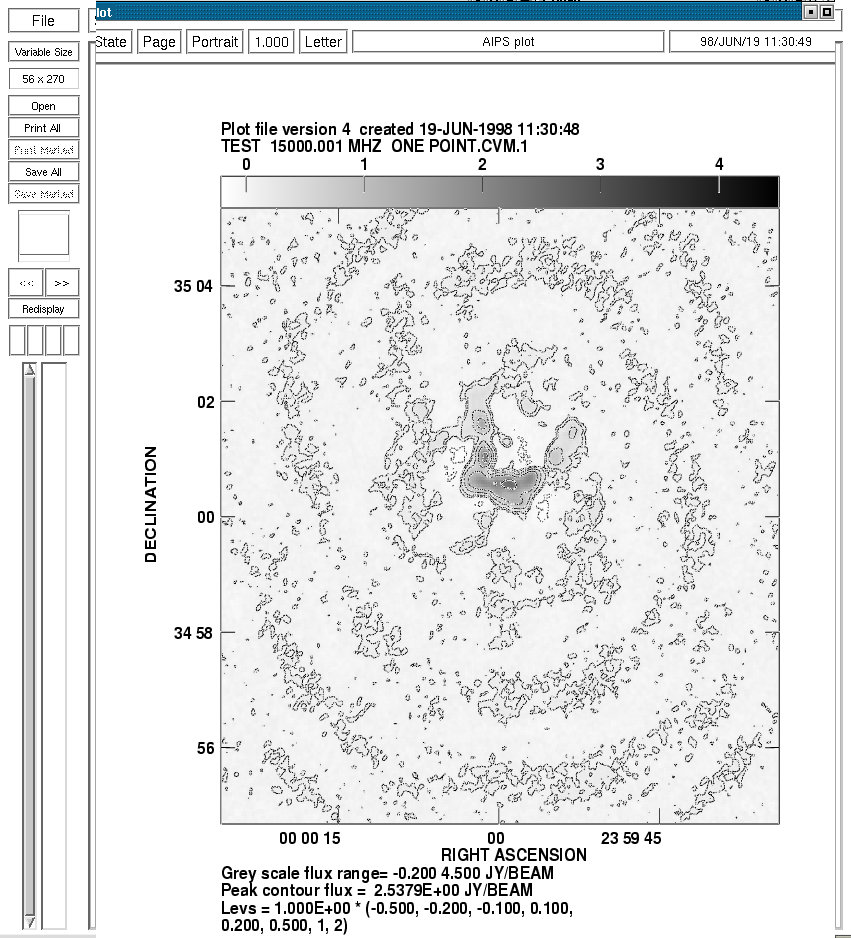 lot
File
State Page Portrait 1.000 Letter AIPS plot 98/JUN/19 11:30:49
Variable Size
56 x 270
Open
Print All
Print Marked
Save All
Save Marked
<< >>
Redisplay
Plot file version 4 created 19-JUN-1998 11:30:48
TEST 15000.001 MHZ ONE POINT.CVM.1
0 1 2 3 4
35 04
02
00
34 58
56
DECLINATION
00 00 15 00 23 59 45
RIGHT ASCENSION
Grey scale flux range= -0.200 4.500 JY/BEAM
Peak contour flux = 2.5379E+00 JY/BEAM
Levs = 1.000E+00 * (-0.500, -0.200, -0.100, 0.100,
0.200, 0.500, 1, 2)